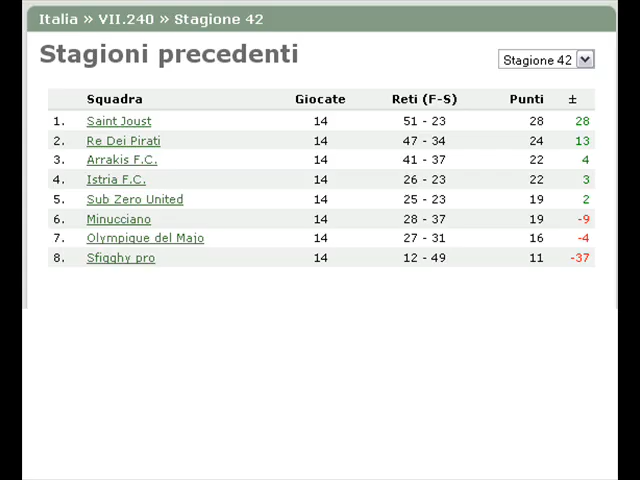 Italia » VII.240 » Stagione 42
Stagioni precedenti
Stagione 42
Squadra Giocate Reti (F-S) Punti ±
1. Saint Joust 14 51 - 23 28 28
2. Re Dei Pirati 14 47 - 34 24 13
3. Arrakis F.C. 14 41 - 37 22 4
4. Istria F.C. 14 26 - 23 22 3
5. Sub Zero United 14 25 - 23 19 2
6. Minucciano 14 28 - 37 19 -9
7. Olympique del Majo 14 27 - 31 16 -4
8. Sfigghy pro 14 12 - 49 11 -37